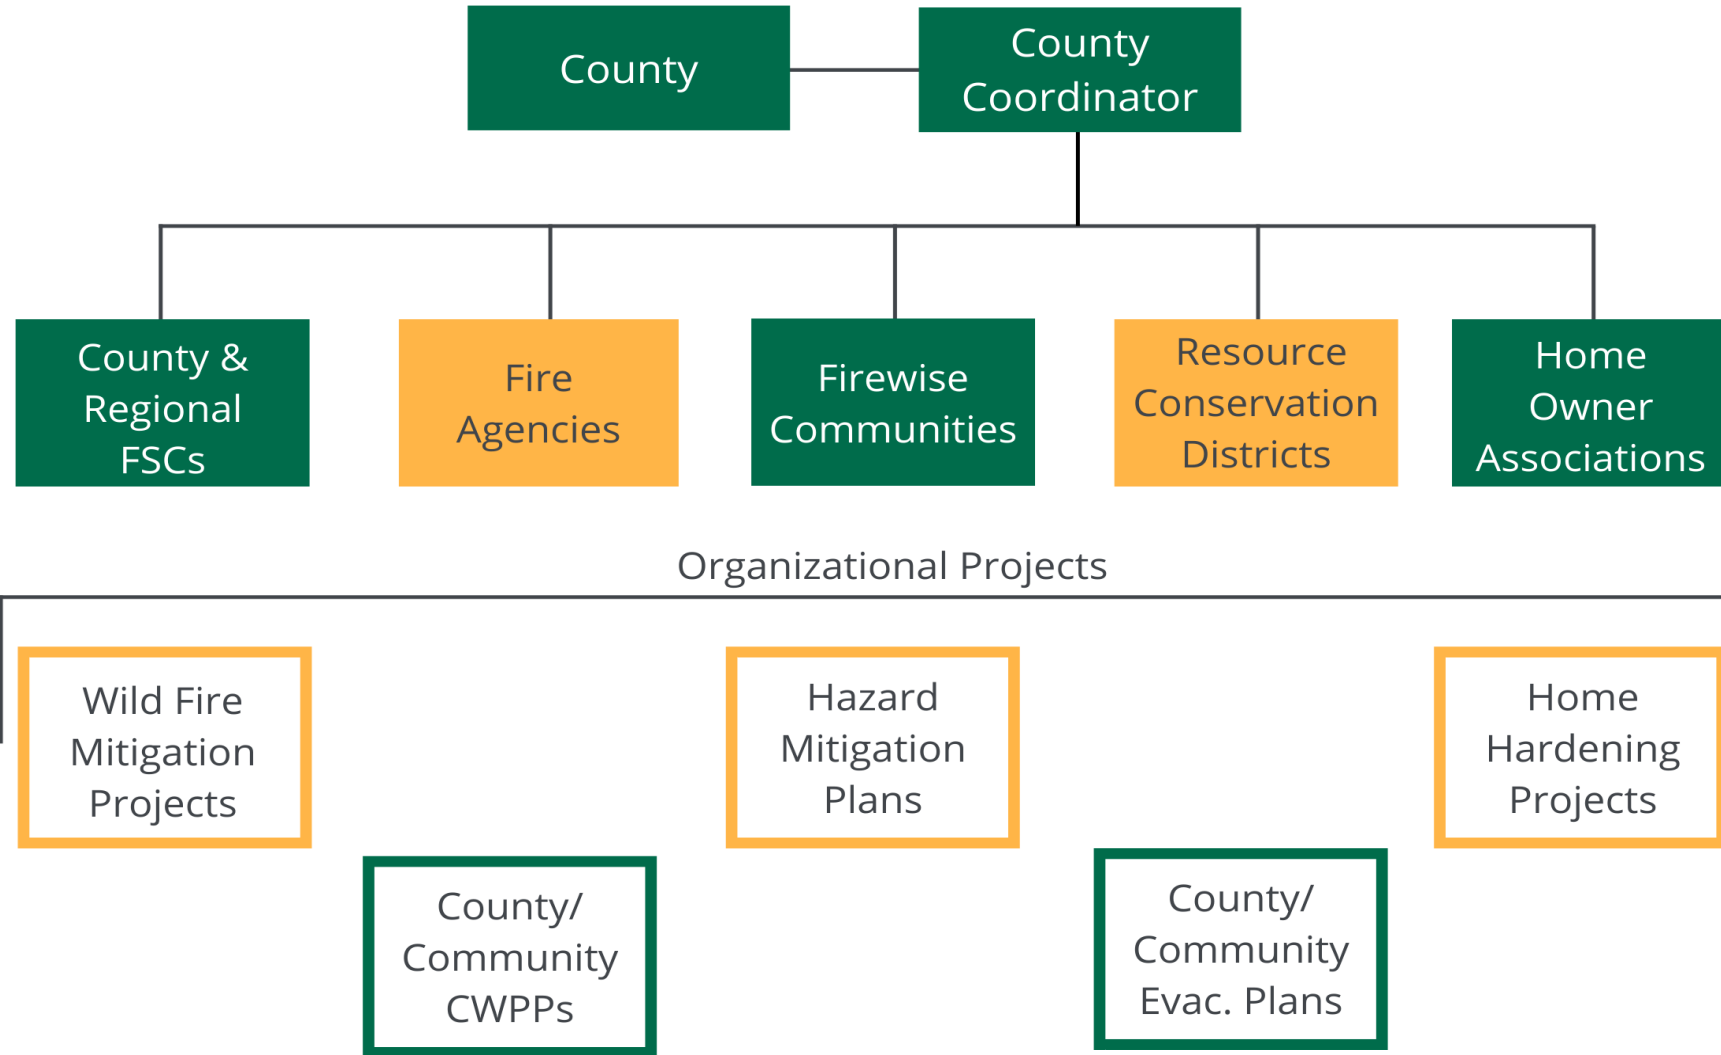 County
County
Coordinator
County &
Regional
FSCs
Fire
Agencies
Firewise
Communities
Resource
Conservation
Districts
Home
Owner
Associations
Organizational Projects
Wild Fire
Mitigation
Projects
Hazard
Mitigation
Plans
Home
Hardening
Projects
County/
Community
CWPPs
County/
Community
Evac. Plans